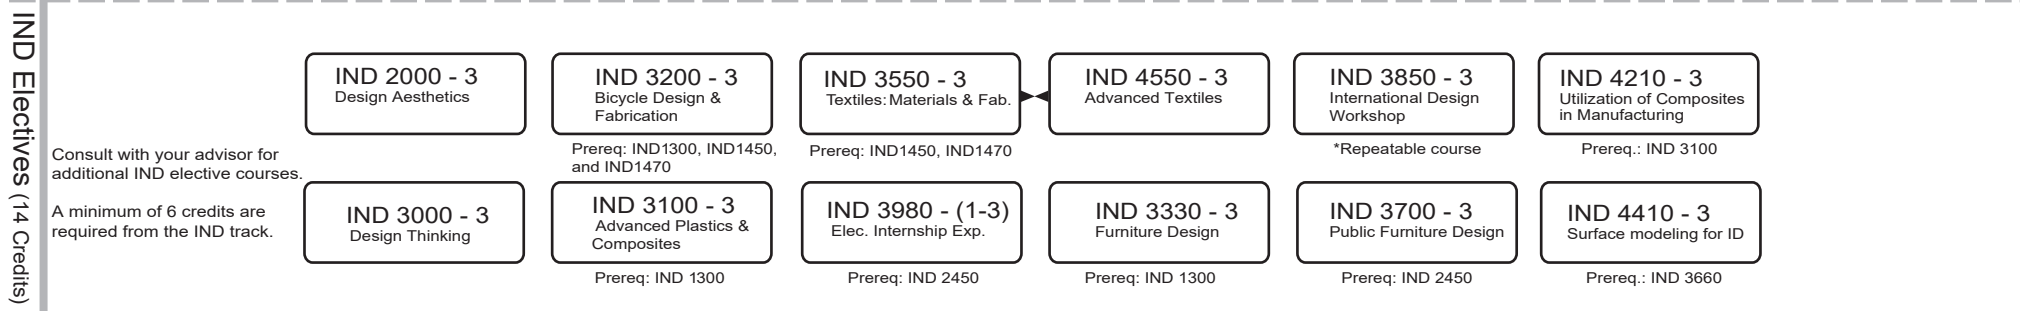 IND Electives (14 Credits)
Consult with your advisor for
additional IND elective courses.
A minimum of 6 credits are
required from the IND track.
IND 2000 - 3
Design Aesthetics
IND 3200 - 3
Bicycle Design &
Fabrication
Prereq: IND1300, IND1450,
and IND1470
IND 3550 - 3
Textiles: Materials & Fab.
Prereq: IND1450, IND1470
IND 4550 - 3
Advanced Textiles
IND 3850 - 3
International Design
Workshop
*Repeatable course
IND 4210 - 3
Utilization of Composites
in Manufacturing
Prereq.: IND 3100
IND 3000 - 3
Design Thinking
IND 3100 - 3
Advanced Plastics &
Composites
Prereq: IND 1300
IND 3980 - (1-3)
Elec. Internship Exp.
Prereq: IND 2450
IND 3330 - 3
Furniture Design
Prereq: IND 1300
IND 3700 - 3
Public Furniture Design
Prereq: IND 2450
IND 4410 - 3
Surface modeling for ID
Prereq.: IND 3660